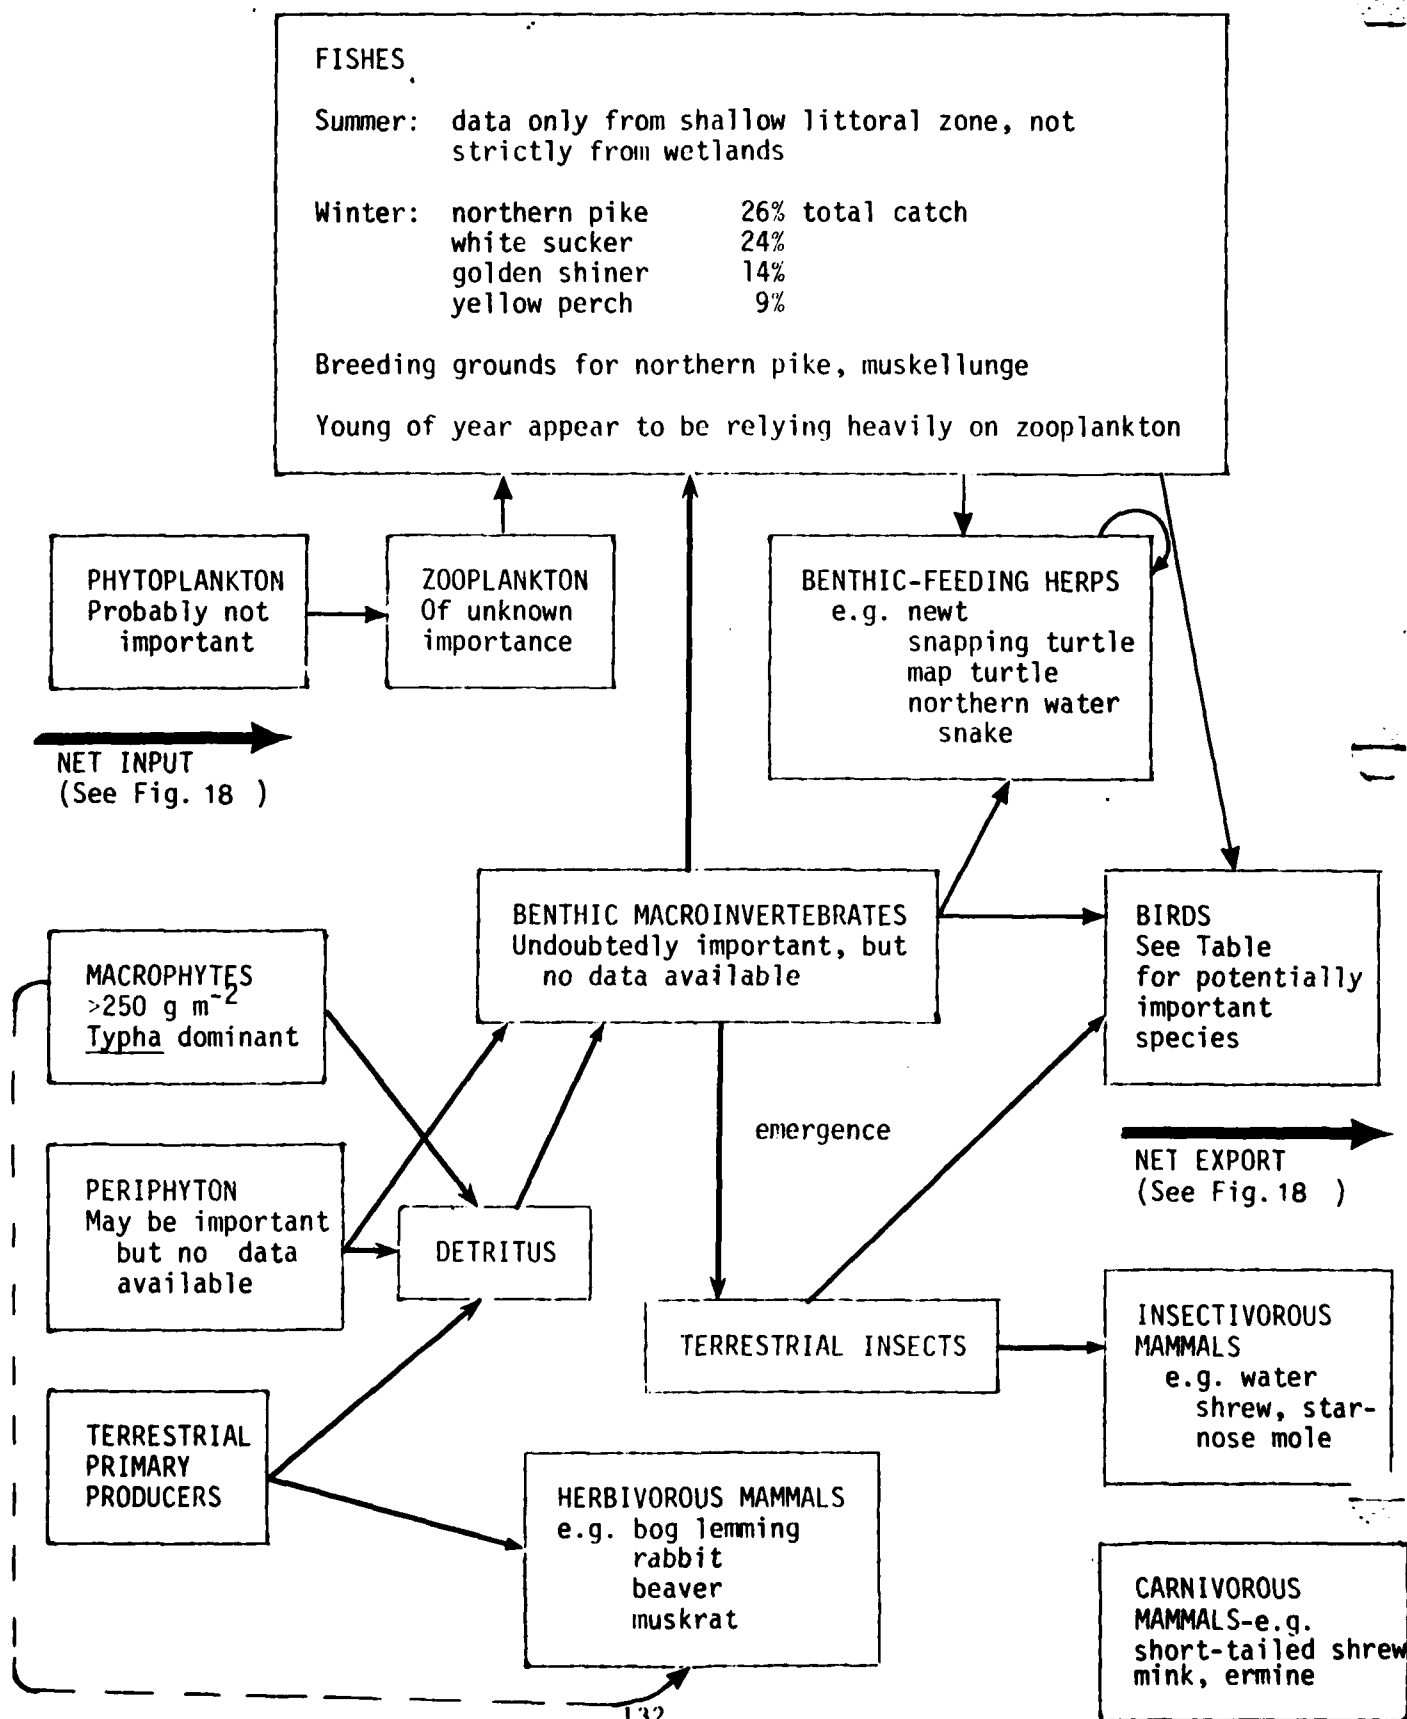 FISHES
Summer: data only from shallow littoral zone, not
strictly from wetlands
Winter: northern pike 26% total catch
white sucker 24%
golden shiner 14%
yellow perch 9%
Breeding grounds for northern pike, muskellunge
Young of year appear to be relying heavily on zooplankton
PHYTOPLANKTON
Probably not
important
ZOOPLANKTON
Of unknown
importance
BENTHIC-FEEDING HERPS
e.g. newt
snapping turtle
map turtle
northern water
snake
NET INPUT
(See Fig. 18 )
BENTHIC MACROINVERTEBRATES
Undoubtedly important, but
no data available
BIRDS
See Table
for potentially
important
species
MACROPHYTES
>250 g m⁻²
Typha dominant
emergence
NET EXPORT
(See Fig. 18 )
PERIPHYTON
May be important
but no data
available
DETRITUS
TERRESTRIAL INSECTS
INSECTIVOROUS
MAMMALS
e.g. water
shrew, star-
nose mole
TERRESTRIAL
PRIMARY
PRODUCERS
HERBIVOROUS MAMMALS
e.g. bog lemming
rabbit
beaver
muskrat
CARNIVOROUS
MAMMALS-e.g.
short-tailed shrew
mink, ermine
132